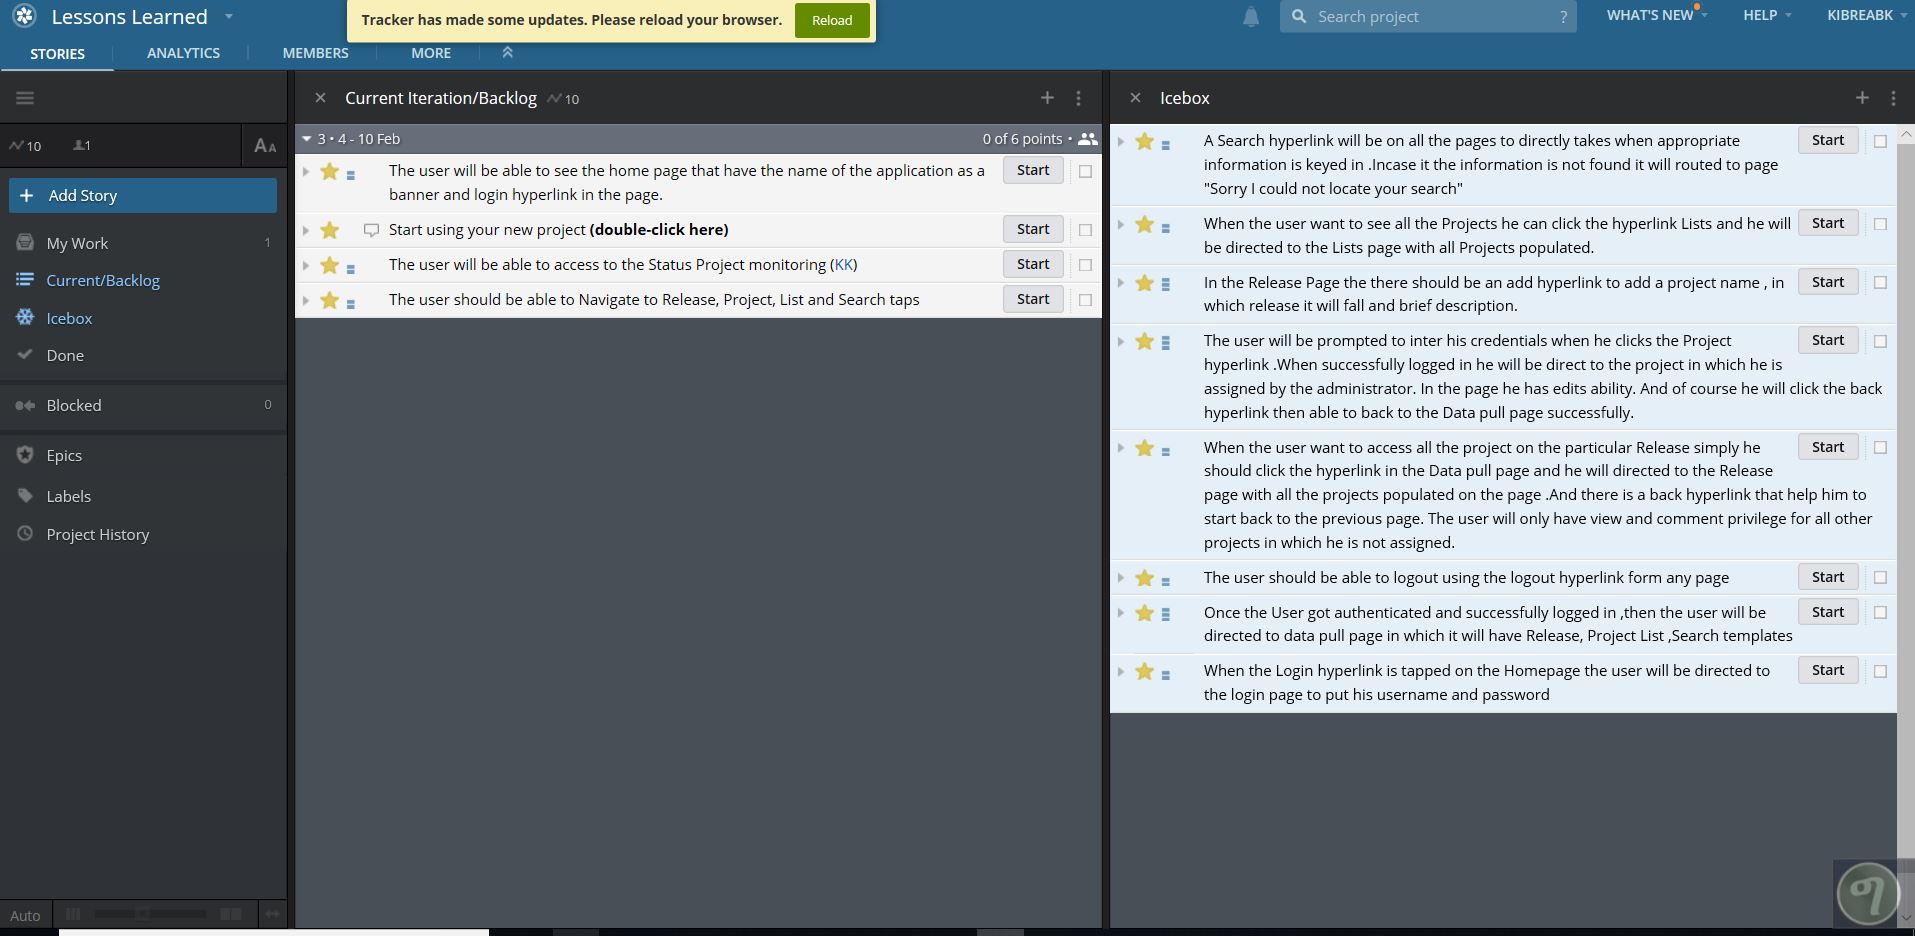 Lessons Learned
Tracker has made some updates. Please reload your browser.
Reload
Search project
?
WHAT'S NEW
HELP
KIBREABK
STORIES
ANALYTICS
MEMBERS
MORE
10
1
AA
+ Add Story
My Work 1
Current/Backlog
Icebox
Done
Blocked 0
Epics
Labels
Project History
Auto
Current Iteration/Backlog 10
3 • 4 - 10 Feb
0 of 6 points •
The user will be able to see the home page that have the name of the application as a
banner and login hyperlink in the page.
Start
Start using your new project (double-click here)
Start
The user will be able to access to the Status Project monitoring (KK)
Start
The user should be able to Navigate to Release, Project, List and Search taps
Start
Icebox
A Search hyperlink will be on all the pages to directly takes when appropriate
information is keyed in .Incase it the information is not found it will routed to page
"Sorry I could not locate your search"
Start
When the user want to see all the Projects he can click the hyperlink Lists and he will
be directed to the Lists page with all Projects populated.
Start
In the Release Page the there should be an add hyperlink to add a project name , in
which release it will fall and brief description.
Start
The user will be prompted to inter his credentials when he clicks the Project
hyperlink .When successfully logged in he will be direct to the project in which he is
assigned by the administrator. In the page he has edits ability. And of course he will click the back
hyperlink then able to back to the Data pull page successfully.
Start
When the user want to access all the project on the particular Release simply he
should click the hyperlink in the Data pull page and he will directed to the Release
page with all the projects populated on the page .And there is a back hyperlink that help him to
start back to the previous page. The user will only have view and comment privilege for all other
projects in which he is not assigned.
Start
The user should be able to logout using the logout hyperlink form any page
Start
Once the User got authenticated and successfully logged in ,then the user will be
directed to data pull page in which it will have Release, Project List ,Search templates
Start
When the Login hyperlink is tapped on the Homepage the user will be directed to
the login page to put his username and password
Start